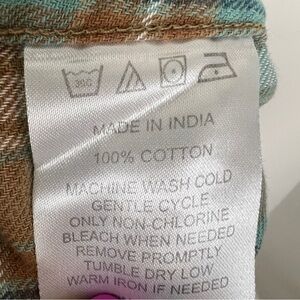 30C
MADE IN INDIA
100% COTTON
MACHINE WASH COLD
GENTLE CYCLE
ONLY NON-CHLORINE
BLEACH WHEN NEEDED
REMOVE PROMPTLY
TUMBLE DRY LOW
WARM IRON IF NEEDED